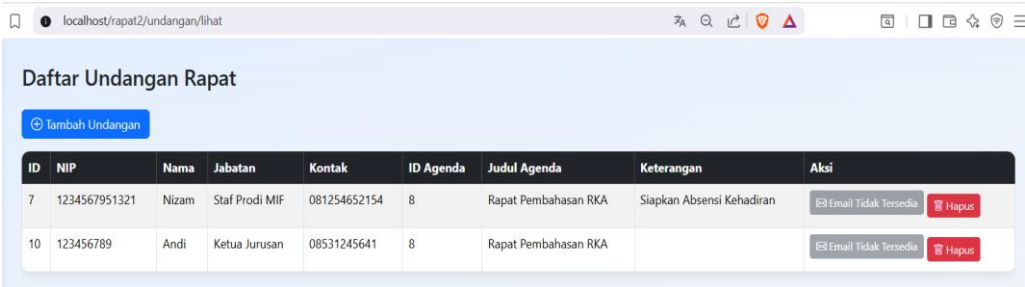 localhost/rapat2/undangan/lihat
Daftar Undangan Rapat
Tambah Undangan
ID NIP Nama Jabatan Kontak ID Agenda Judul Agenda Keterangan Aksi
7 1234567951321 Nizam Staf Prodi MIF 081254652154 8 Rapat Pembahasan RKA Siapkan Absensi Kehadiran Email Tidak Tersedia Hapus
10 123456789 Andi Ketua Jurusan 08531245641 8 Rapat Pembahasan RKA Email Tidak Tersedia Hapus